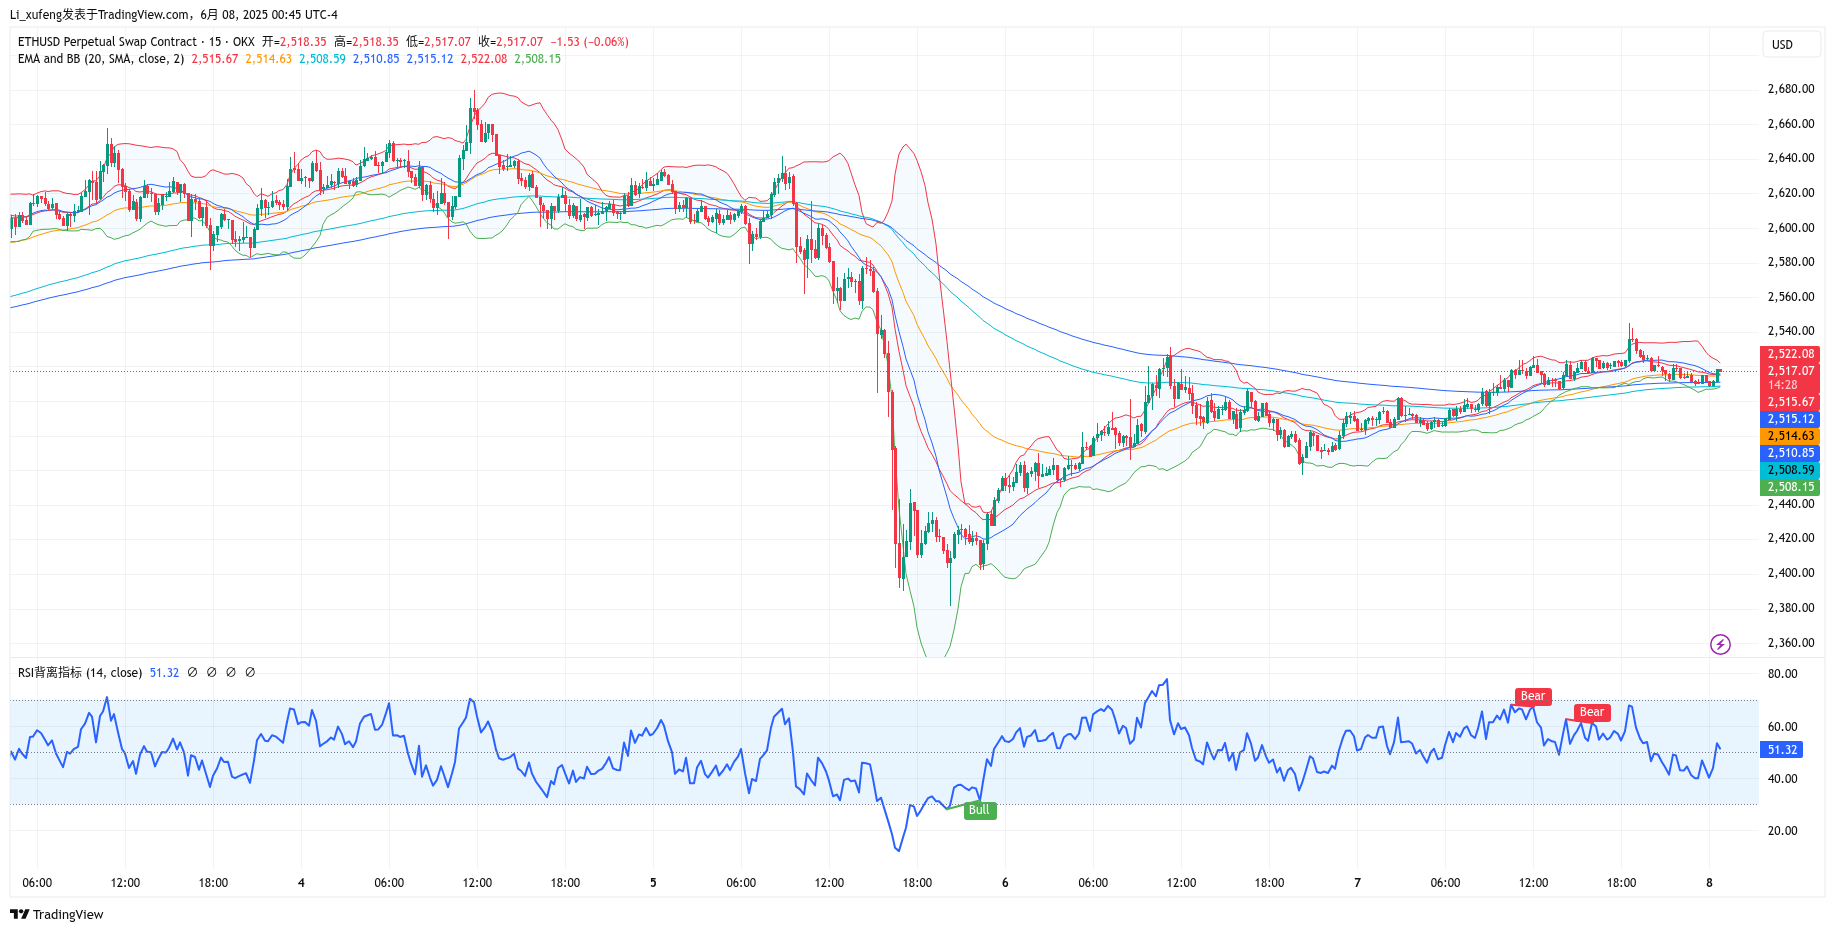 Li_xufeng发表于TradingView.com，6月 08, 2025 00:45 UTC-4
ETHUSD Perpetual Swap Contract · 15 · OKX 开=2,518.35 高=2,518.35 低=2,517.07 收=2,517.07 −1.53 (−0.06%)
EMA and BB (20, SMA, close, 2) 2,515.67 2,514.63 2,508.59 2,510.85 2,515.12 2,522.08 2,508.15
USD
2,680.00
2,660.00
2,640.00
2,620.00
2,600.00
2,580.00
2,560.00
2,540.00
2,522.08
2,517.07
14:28
2,515.67
2,515.12
2,514.63
2,510.85
2,508.59
2,508.15
2,440.00
2,420.00
2,400.00
2,380.00
2,360.00
RSI背离指标 (14, close) 51.32 ∅ ∅ ∅ ∅
80.00
Bear
Bear
60.00
51.32
40.00
Bull
20.00
06:00 12:00 18:00 4 06:00 12:00 18:00 5 06:00 12:00 18:00 6 06:00 12:00 18:00 7 06:00 12:00 18:00 8
TradingView